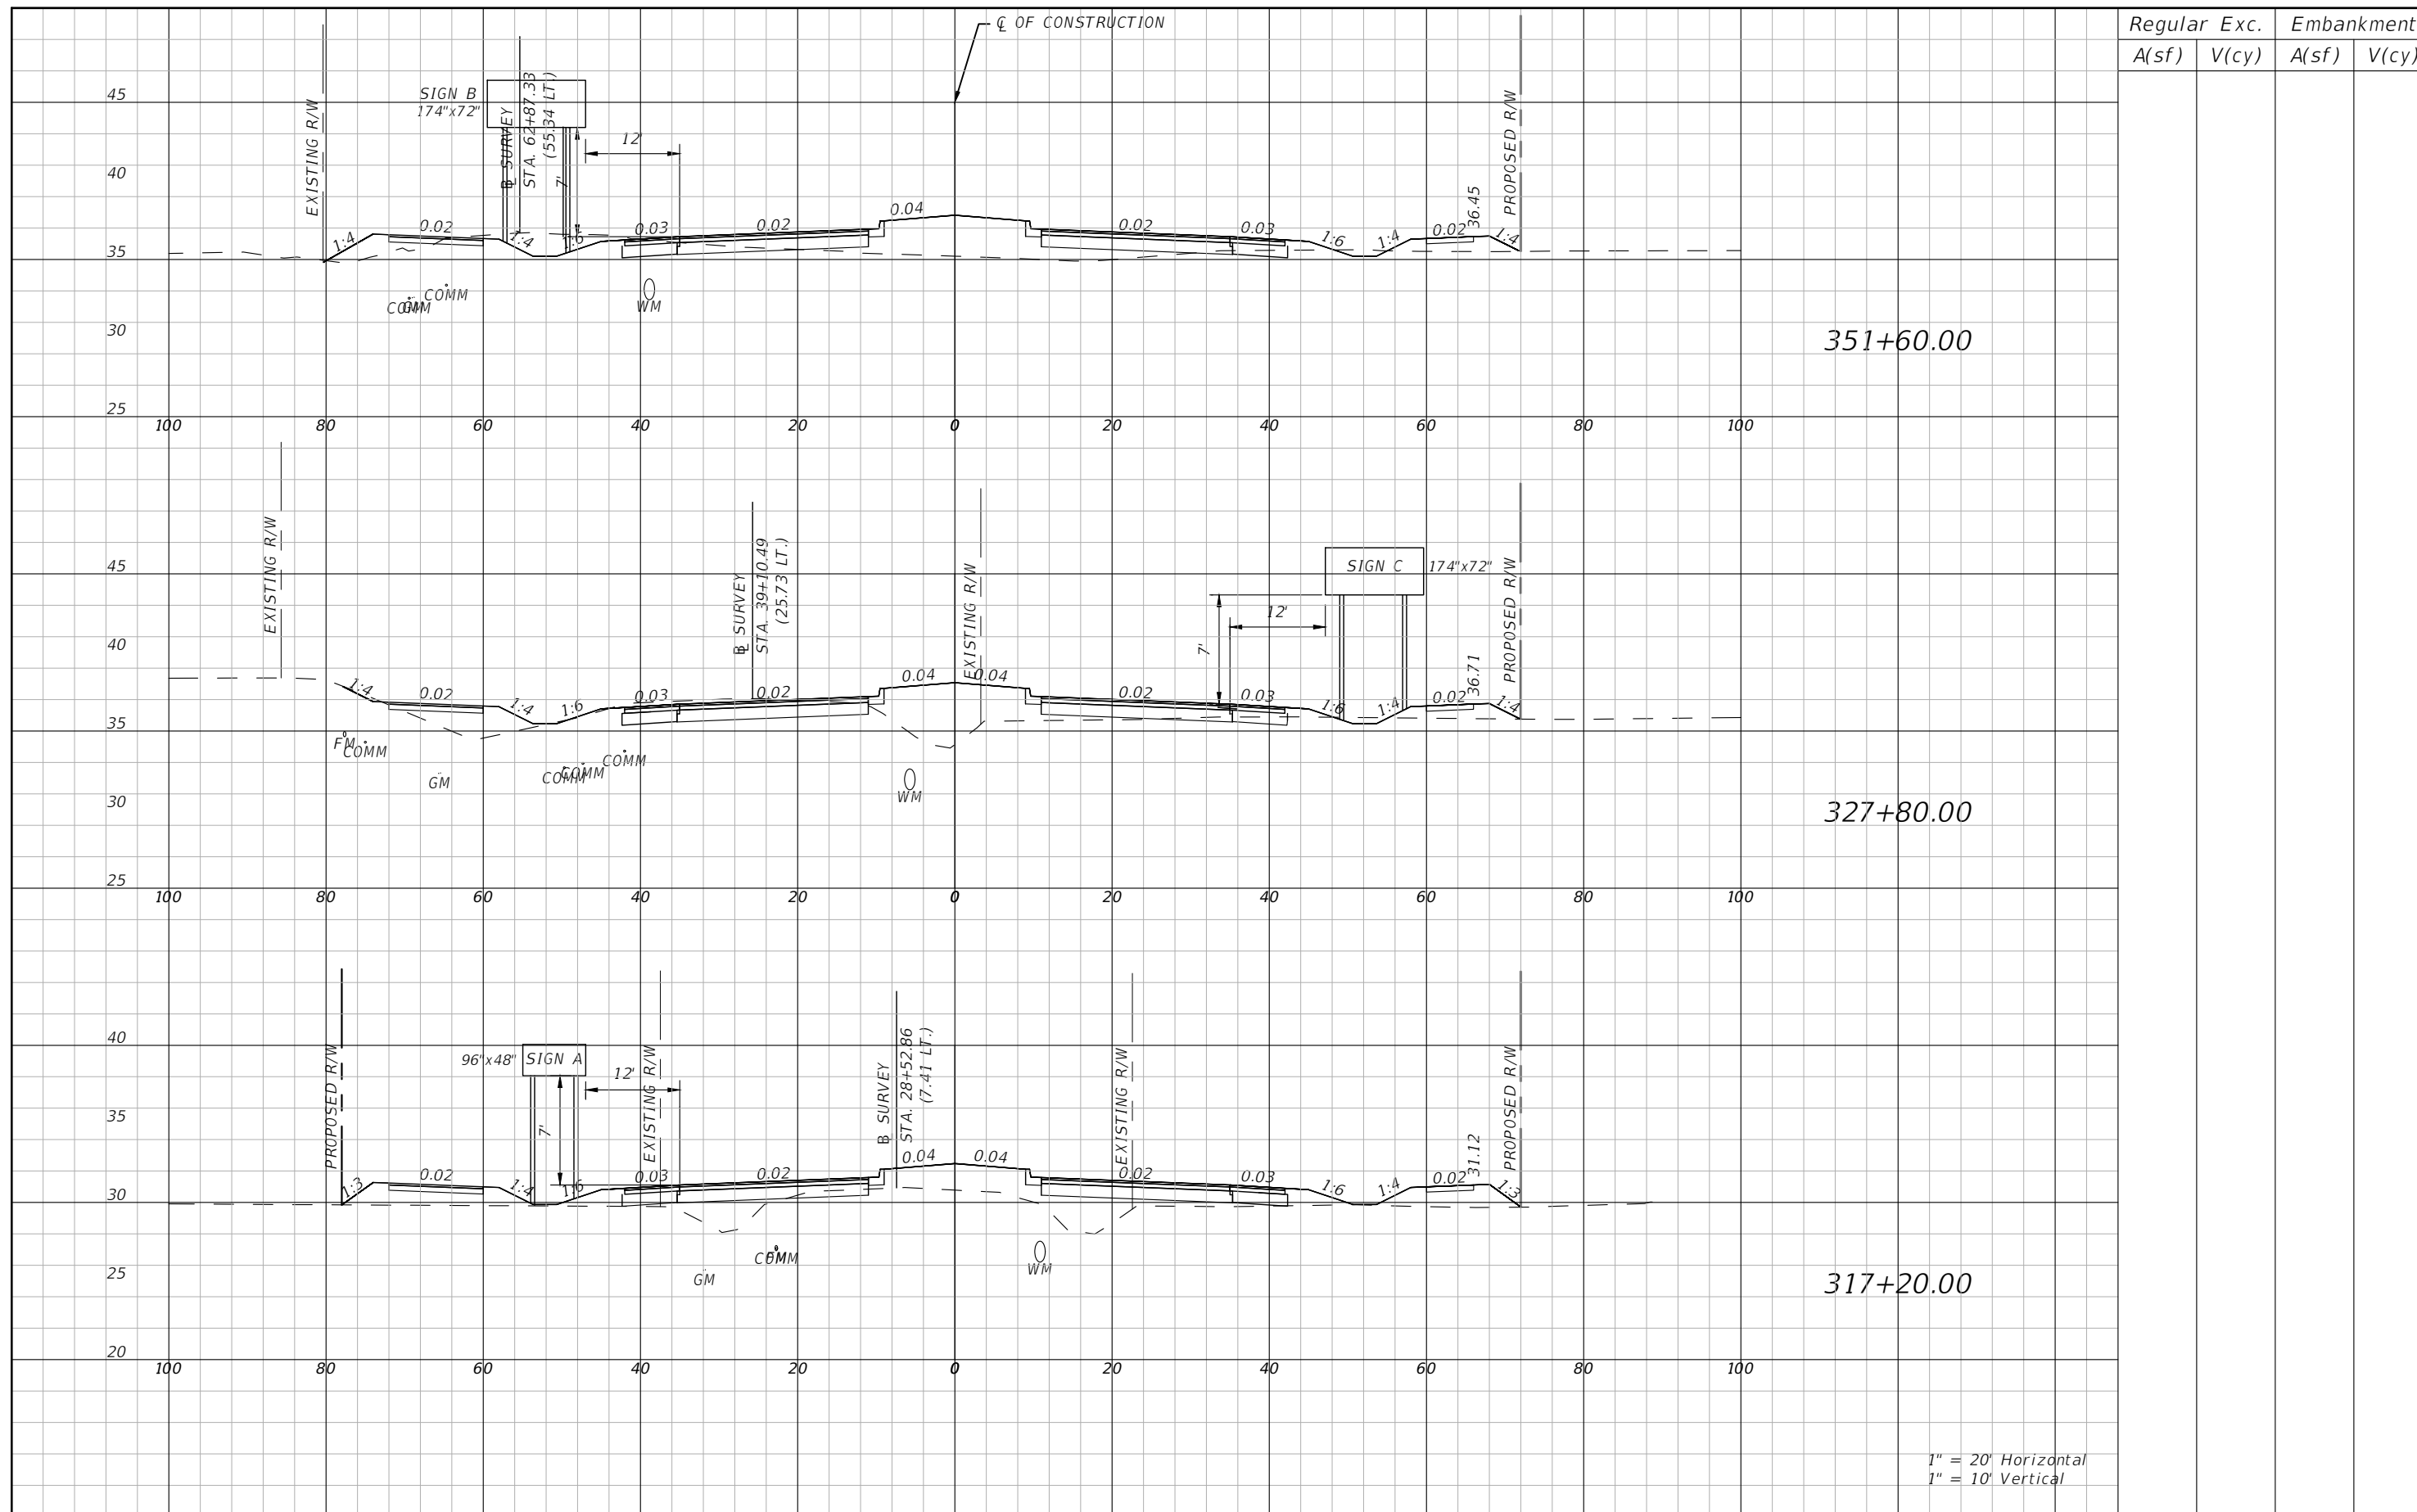 Regular Exc. Embankment
A(sf) V(cy) A(sf) V(cy)
℄ OF CONSTRUCTION
45
40
35
30
25
EXISTING R/W
SIGN B
174"x72"
B SURVEY
STA. 62+87.33
(55.34 LT.)
7'
12'
PROPOSED R/W
1:4
0.02
1:4
1:6
0.03
0.02
0.04
0.02
0.03
1:6
1:4
0.02
36.45
1:4
COMM
GM
COMM
WM
351+60.00
100 80 60 40 20 0 20 40 60 80 100
45
40
35
30
25
EXISTING R/W
B SURVEY
STA. 39+10.49
(25.73 LT.)
EXISTING R/W
SIGN C
174"x72"
12'
7'
PROPOSED R/W
1:4
0.02
1:4
1:6
0.03
0.02
0.04
0.04
0.02
0.03
1:6
1:4
0.02
36.71
1:4
FM
COMM
GM
COMM
COMM
COMM
WM
327+80.00
100 80 60 40 20 0 20 40 60 80 100
40
35
30
25
20
PROPOSED R/W
96"x48"
SIGN A
7'
12'
EXISTING R/W
B SURVEY
STA. 28+52.86
(7.41 LT.)
EXISTING R/W
PROPOSED R/W
1:3
0.02
1:4
1:6
0.03
0.02
0.04
0.04
0.02
0.03
1:6
1:4
0.02
31.12
1:3
GM
COMM
FM
WM
317+20.00
100 80 60 40 20 0 20 40 60 80 100
1" = 20' Horizontal
1" = 10' Vertical